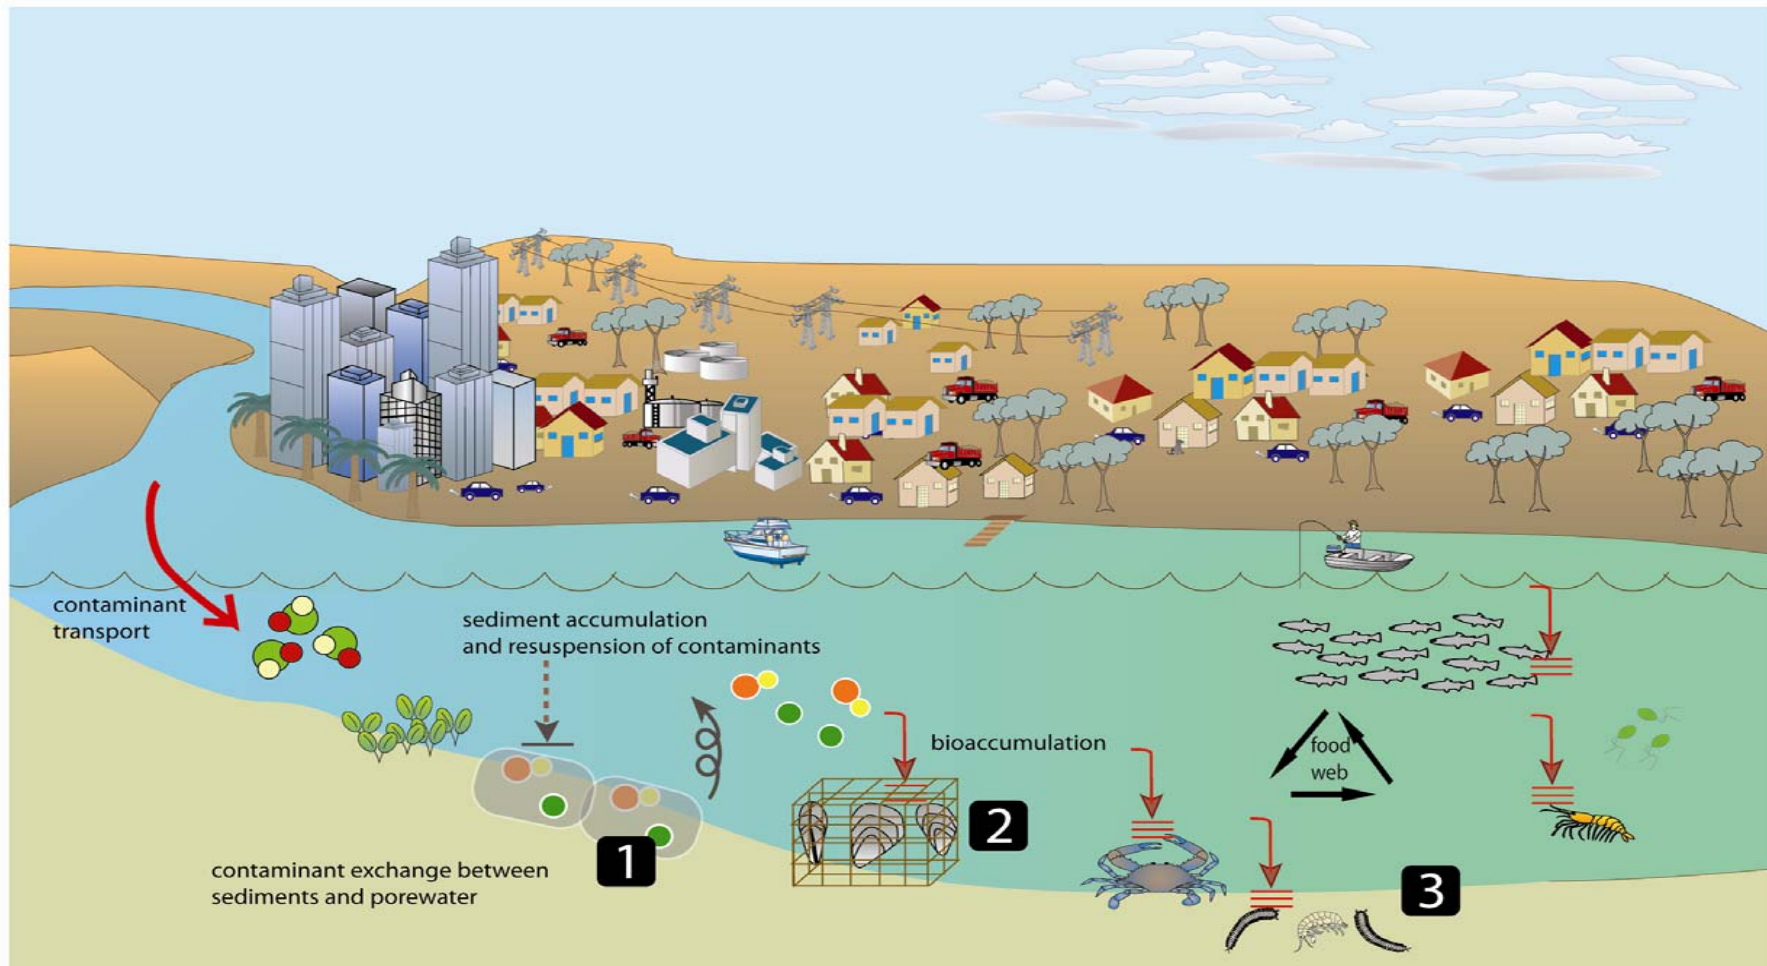 contaminant
transport
sediment accumulation
and resuspension of contaminants
bioaccumulation
food
web
contaminant exchange between
sediments and porewater
1
2
3